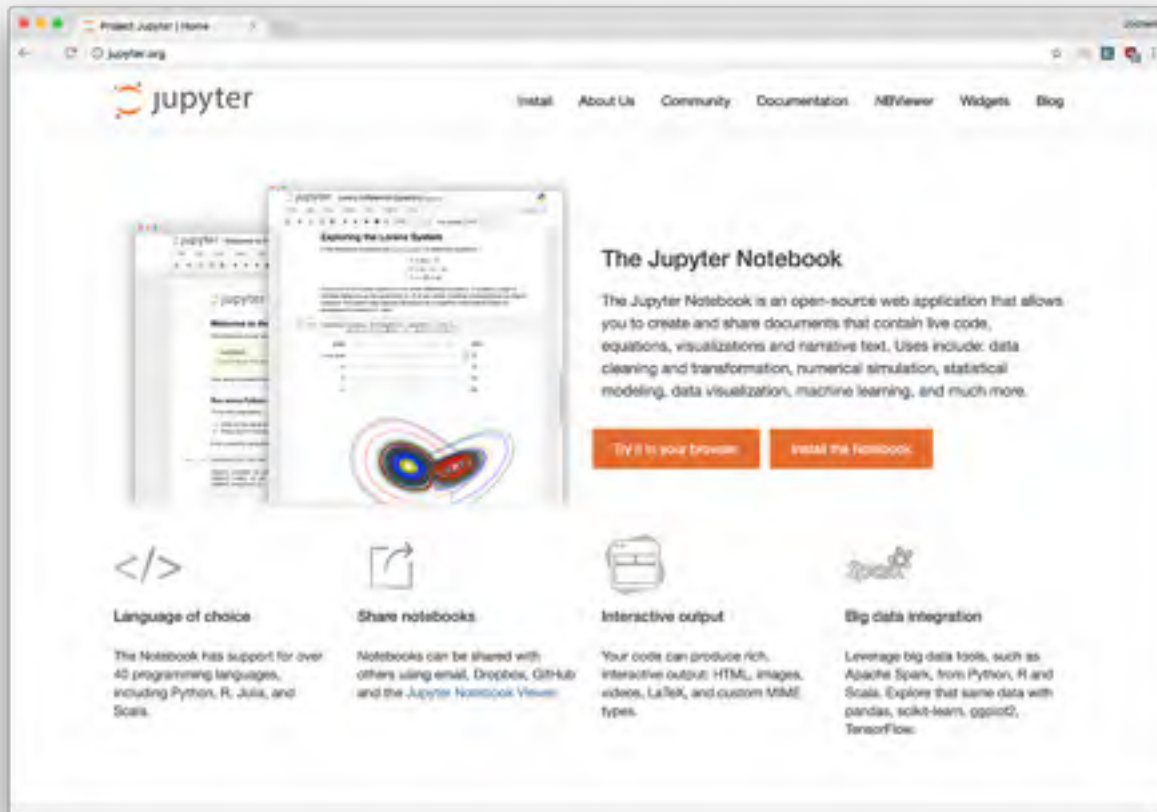 Project Jupyter | Home
jupyter.org
jupyter
Install About Us Community Documentation NBViewer Widgets Blog
jupyter
jupyter
Exploring the Lorenz System
jupyter
Welcome to the
The Jupyter Notebook
The Jupyter Notebook is an open-source web application that allows
you to create and share documents that contain live code,
equations, visualizations and narrative text. Uses include: data
cleaning and transformation, numerical simulation, statistical
modeling, data visualization, machine learning, and much more.
Try it in your browser Install the Notebook
</>
Spark
Language of choice
The Notebook has support for over
40 programming languages,
including Python, R, Julia, and
Scala.
Share notebooks
Notebooks can be shared with
others using email, Dropbox, GitHub
and the Jupyter Notebook Viewer
Interactive output
Your code can produce rich,
interactive output: HTML, images,
videos, LaTeX, and custom MIME
types.
Big data integration
Leverage big data tools, such as
Apache Spark, from Python, R and
Scala. Explore that same data with
pandas, scikit-learn, ggplot2,
TensorFlow.